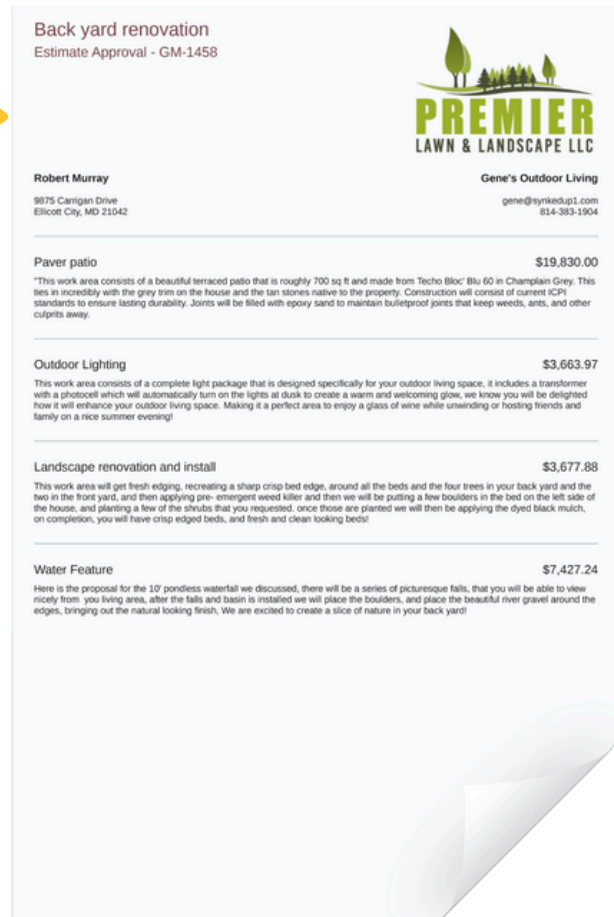 Back yard renovation
Estimate Approval - GM-1458
PREMIER
LAWN & LANDSCAPE LLC
Robert Murray
9875 Carrigan Drive
Ellicott City, MD 21042
Gene's Outdoor Living
gene@synkedup1.com
814-383-1904
Paver patio $19,830.00
"This work area consists of a beautiful terraced patio that is roughly 700 sq ft and made from Techo Bloc' Blu 60 in Champlain Grey. This
ties in incredibly with the grey trim on the house and the tan stones native to the property. Construction will consist of current ICPI
standards to ensure lasting durability. Joints will be filled with epoxy sand to maintain bulletproof joints that keep weeds, ants, and other
culprits away.
Outdoor Lighting $3,663.97
This work area consists of a complete light package that is designed specifically for your outdoor living space, it includes a transformer
with a photocell which will automatically turn on the lights at dusk to create a warm and welcoming glow, we know you will be delighted
how it will enhance your outdoor living space. Making it a perfect area to enjoy a glass of wine while unwinding or hosting friends and
family on a nice summer evening!
Landscape renovation and install $3,677.88
This work area will get fresh edging, recreating a sharp crisp bed edge, around all the beds and the four trees in your back yard and the
two in the front yard, and then applying pre- emergent weed killer and then we will be putting a few boulders in the bed on the left side of
the house, and planting a few of the shrubs that you requested. once those are planted we will then be applying the dyed black mulch,
on completion, you will have crisp edged beds, and fresh and clean looking beds!
Water Feature $7,427.24
Here is the proposal for the 10' pondless waterfall we discussed, there will be a series of picturesque falls, that you will be able to view
nicely from you living area, after the falls and basin is installed we will place the boulders, and place the beautiful river gravel around the
edges, bringing out the natural looking finish, We are excited to create a slice of nature in your back yard!